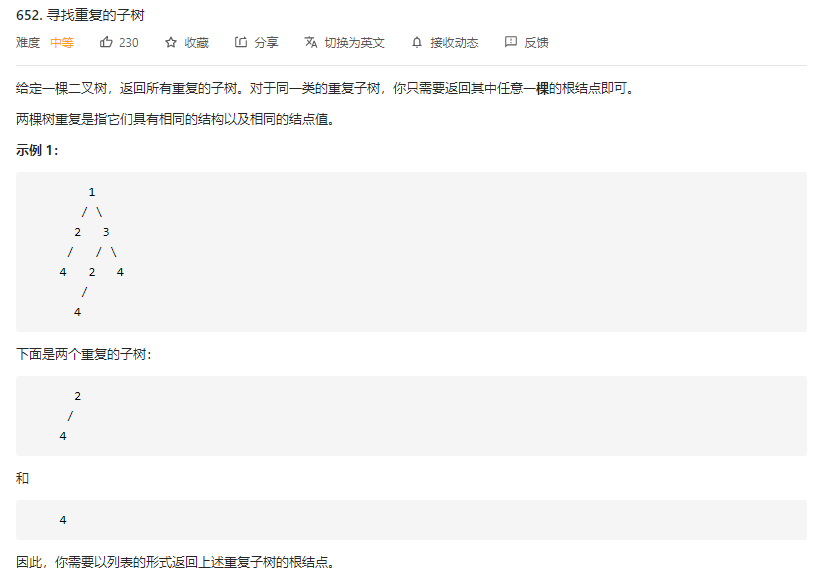 652. 寻找重复的子树
难度 中等 230 收藏 分享 切换为英文 接收动态 反馈
给定一棵二叉树，返回所有重复的子树。对于同一类的重复子树，你只需要返回其中任意一棵的根结点即可。
两棵树重复是指它们具有相同的结构以及相同的结点值。
示例 1：
1
/ \
2 3
/ / \
4 2 4
/
4
下面是两个重复的子树：
2
/
4
和
4
因此，你需要以列表的形式返回上述重复子树的根结点。